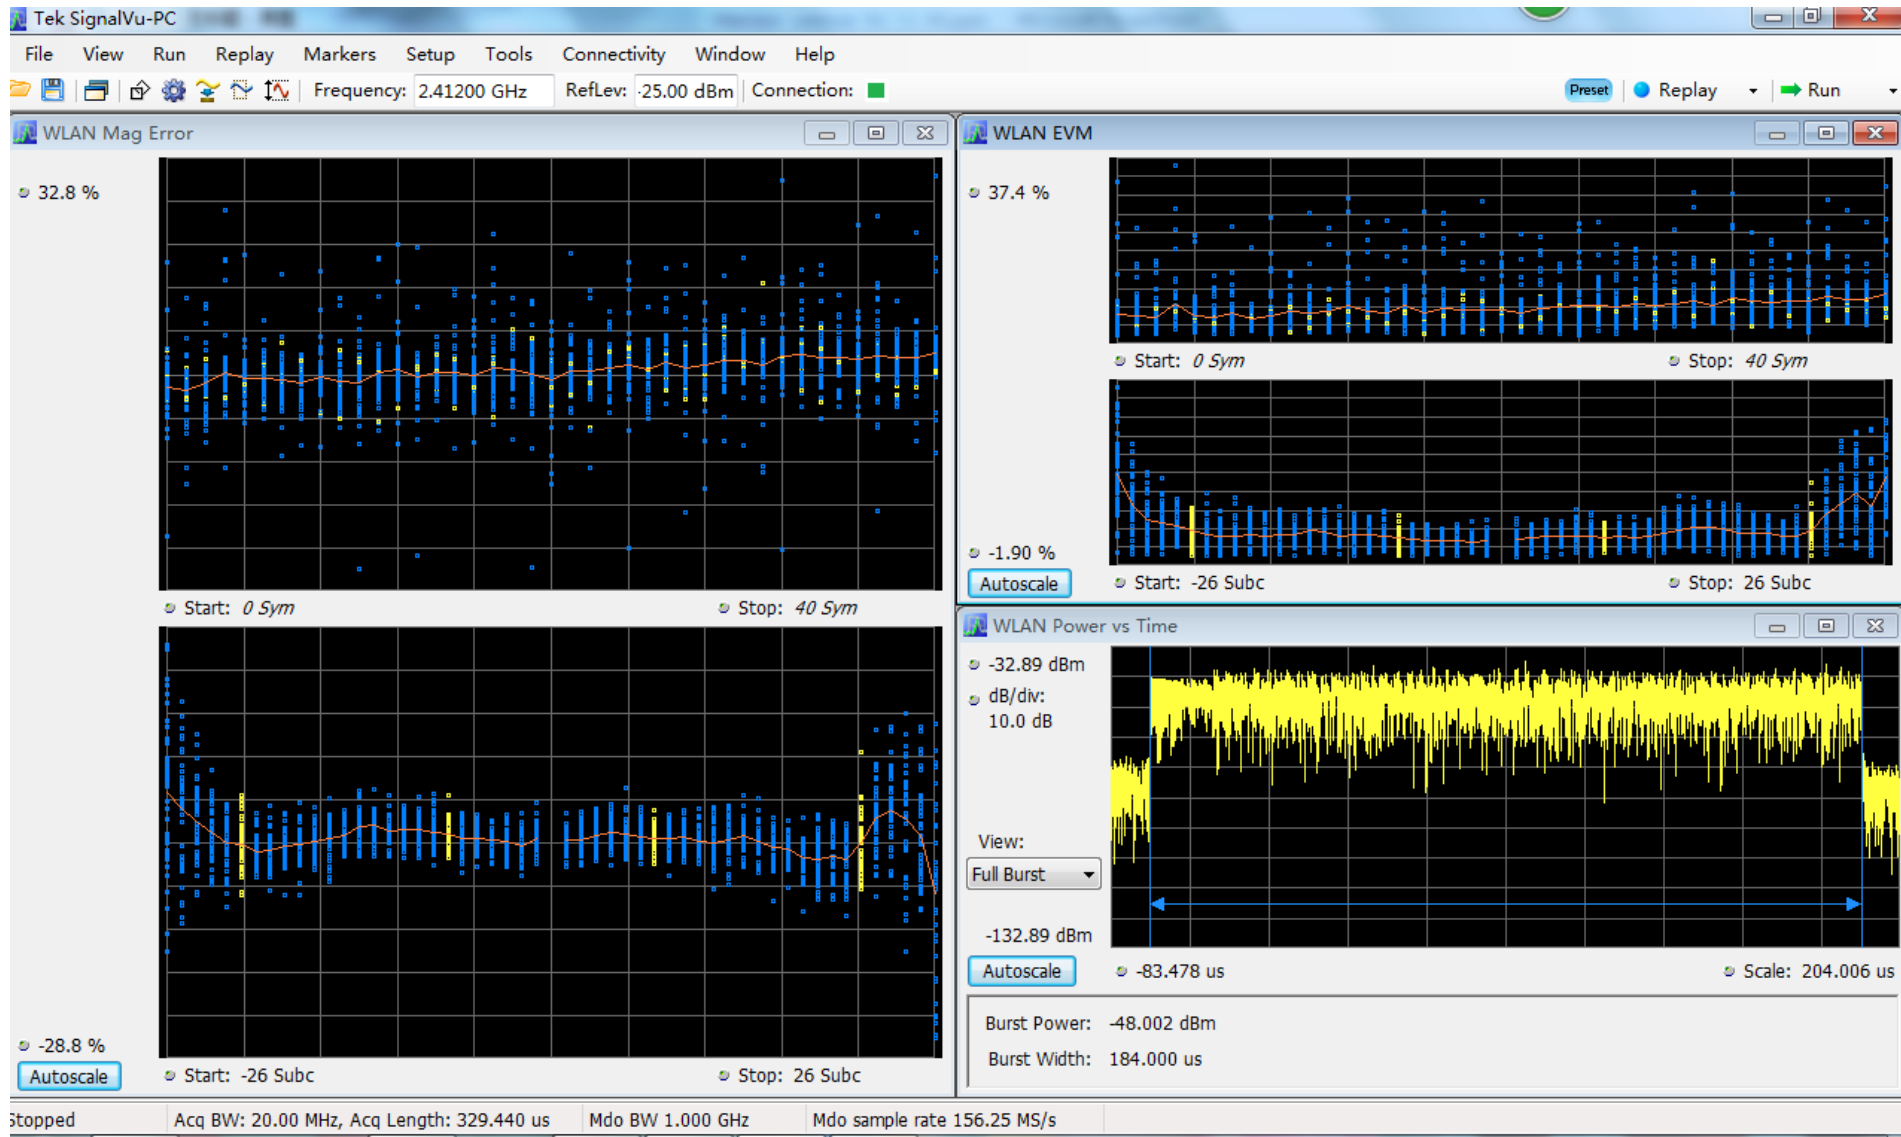 Tek SignalVu-PC
File View Run Replay Markers Setup Tools Connectivity Window Help
Frequency: 2.41200 GHz RefLev: -25.00 dBm Connection: Preset Replay Run
WLAN Mag Error
32.8 %
Start: 0 Sym Stop: 40 Sym
-28.8 %
Autoscale Start: -26 Subc Stop: 26 Subc
WLAN EVM
37.4 %
Start: 0 Sym Stop: 40 Sym
-1.90 %
Autoscale Start: -26 Subc Stop: 26 Subc
WLAN Power vs Time
-32.89 dBm
dB/div:
10.0 dB
View:
Full Burst
-132.89 dBm
Autoscale -83.478 us Scale: 204.006 us
Burst Power: -48.002 dBm
Burst Width: 184.000 us
Stopped Acq BW: 20.00 MHz, Acq Length: 329.440 us Mdo BW 1.000 GHz Mdo sample rate 156.25 MS/s